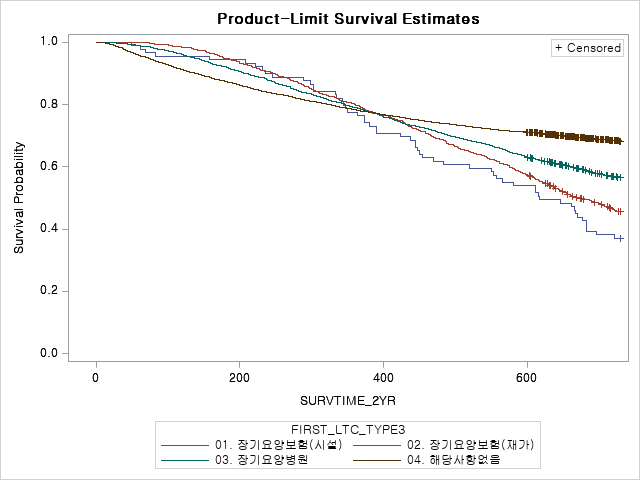 Product-Limit Survival Estimates
+ Censored
1.0
0.8
0.6
0.4
0.2
0.0
Survival Probability
0 200 400 600
SURVTIME_2YR
FIRST_LTC_TYPE3
01. 장기요양보험(시설) 02. 장기요양보험(재가)
03. 장기요양병원 04. 해당사항없음